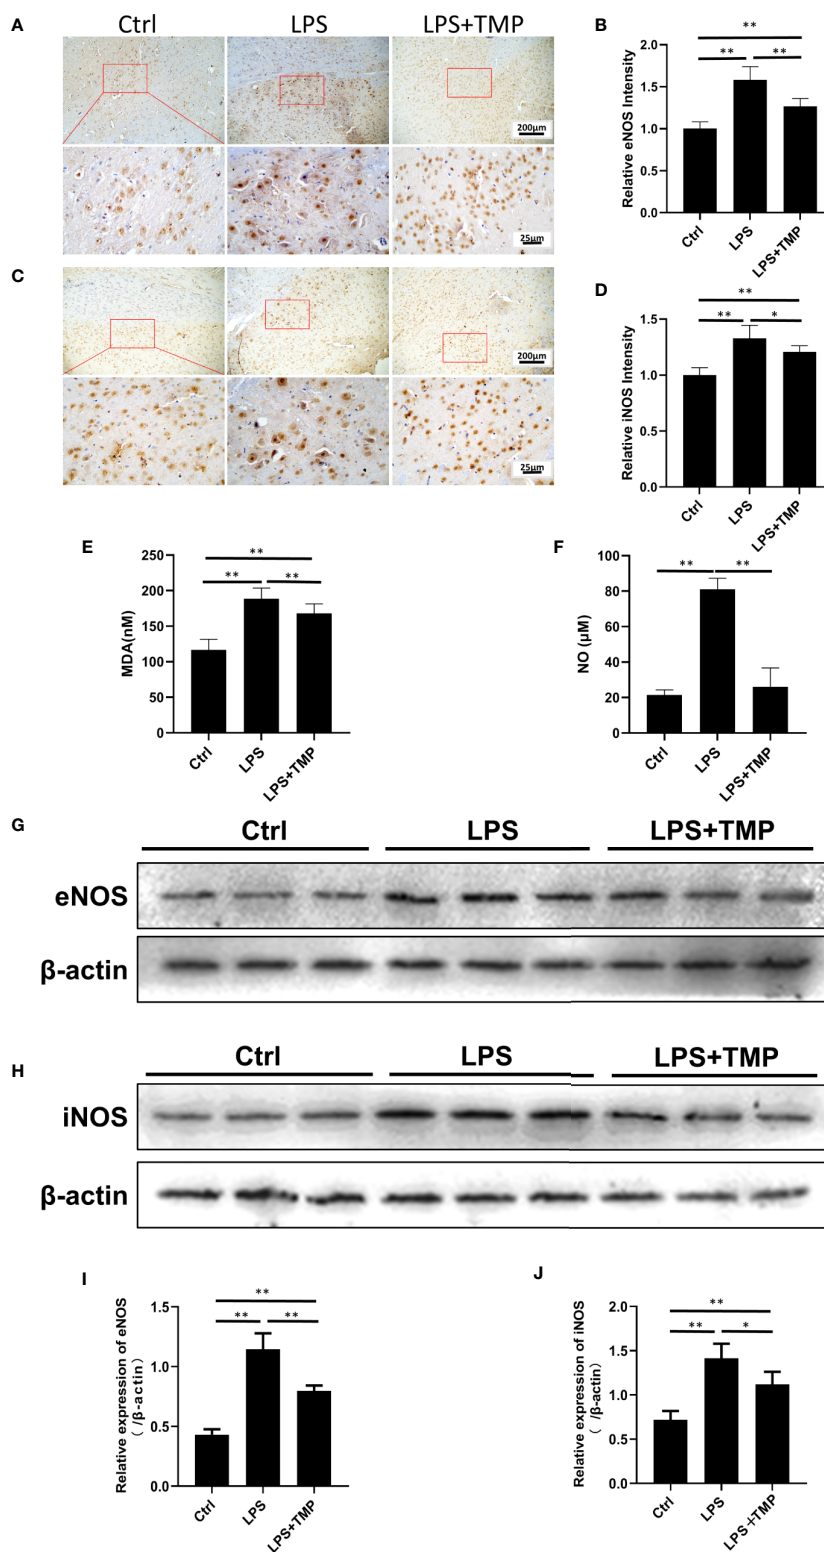 A
Ctrl LPS LPS+TMP
200μm
25μm
B
Relative eNOS Intensity
2.0
1.5
1.0
0.5
0.0
** ** **
Ctrl LPS LPS+TMP
C
200μm
25μm
D
Relative iNOS Intensity
1.5
1.0
0.5
0.0
** ** *
Ctrl LPS LPS+TMP
E
MDA(nM)
250
200
150
100
50
0
** ** **
Ctrl LPS LPS+TMP
F
NO (μM)
100
80
60
40
20
0
** **
Ctrl LPS LPS+TMP
G
Ctrl LPS LPS+TMP
eNOS
β-actin
H
Ctrl LPS LPS+TMP
iNOS
β-actin
I
Relative expression of eNOS
( /β-actin)
1.5
1.0
0.5
0.0
** ** **
Ctrl LPS LPS+TMP
J
Relative expression of iNOS
( /β-actin)
2.0
1.5
1.0
0.5
0.0
** ** *
Ctrl LPS LPS+TMP